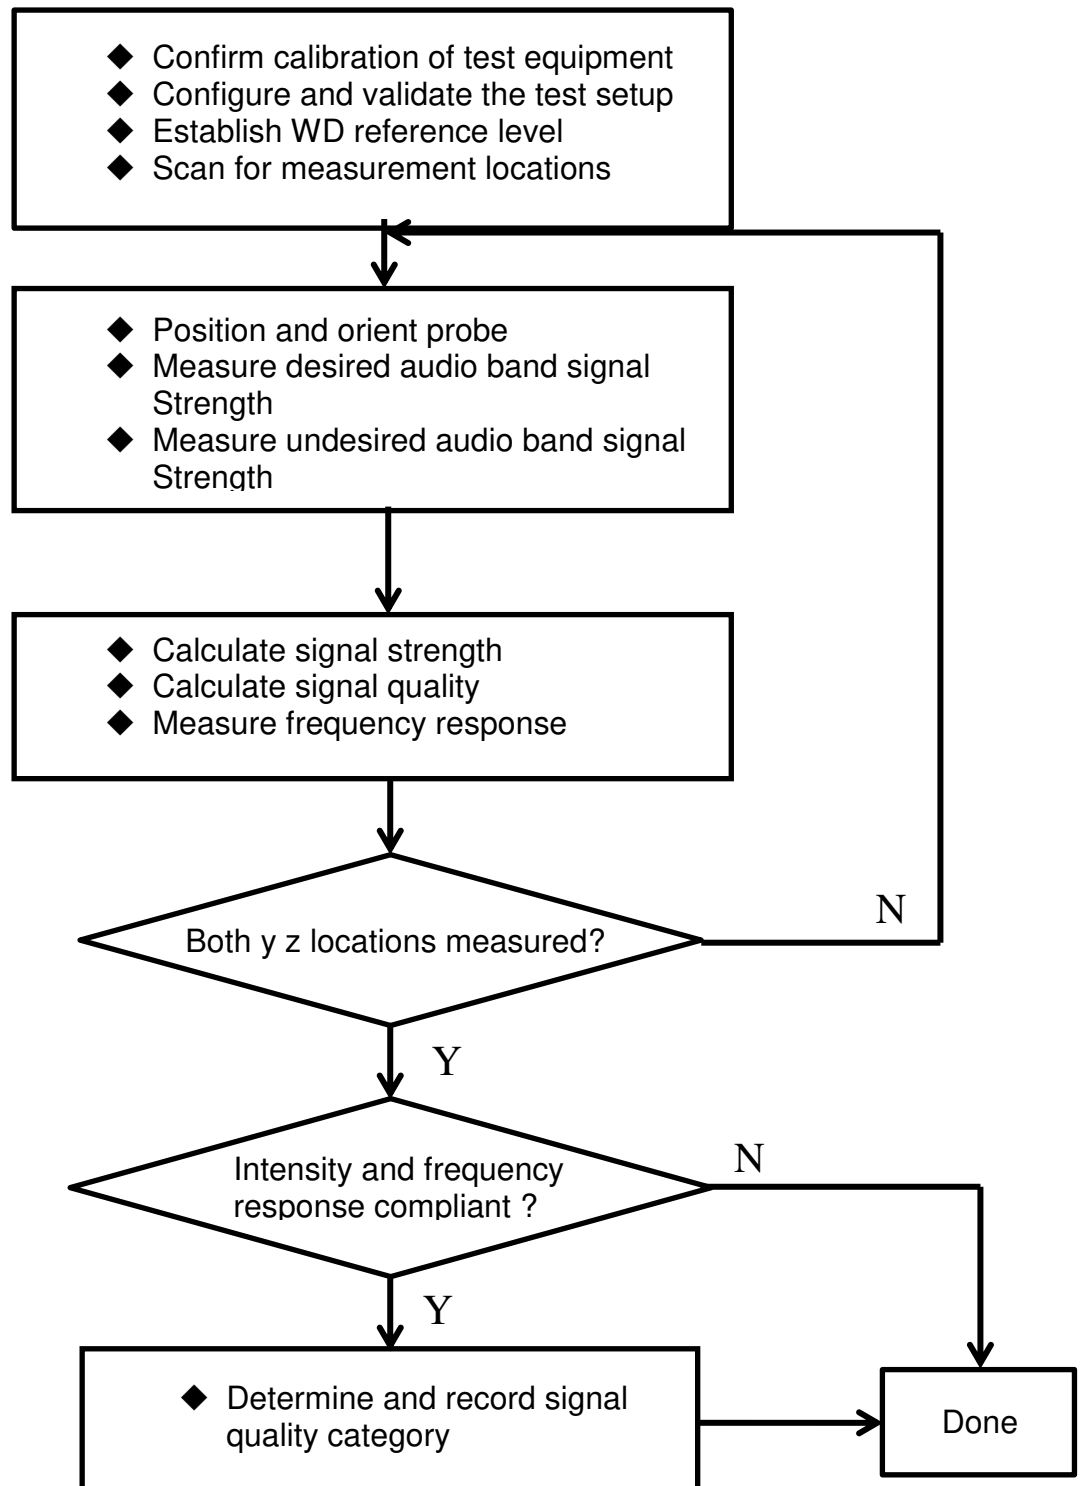 ◆ Confirm calibration of test equipment
◆ Configure and validate the test setup
◆ Establish WD reference level
◆ Scan for measurement locations
◆ Position and orient probe
◆ Measure desired audio band signal
Strength
◆ Measure undesired audio band signal
Strength
◆ Calculate signal strength
◆ Calculate signal quality
◆ Measure frequency response
Both y z locations measured?
N
Y
Intensity and frequency
response compliant ?
N
Y
◆ Determine and record signal
quality category
Done